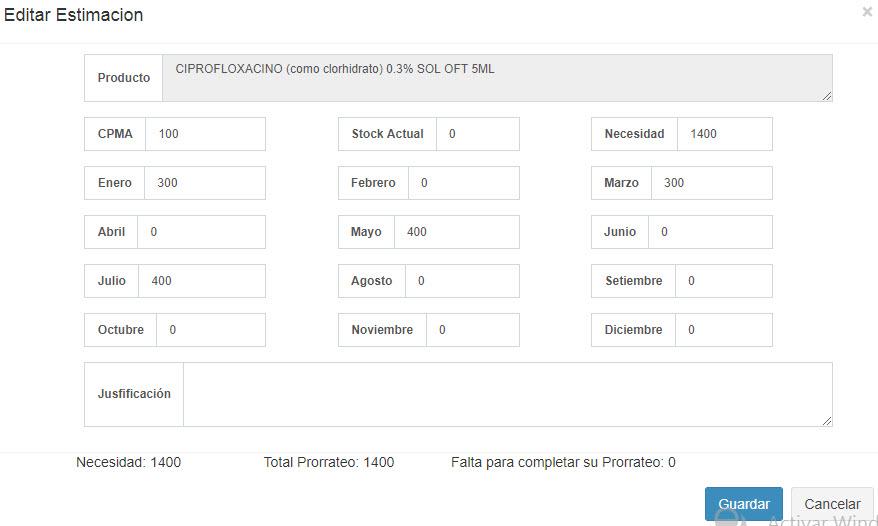 Editar Estimacion ×
Producto CIPROFLOXACINO (como clorhidrato) 0.3% SOL OFT 5ML
CPMA 100 Stock Actual 0 Necesidad 1400
Enero 300 Febrero 0 Marzo 300
Abril 0 Mayo 400 Junio 0
Julio 400 Agosto 0 Setiembre 0
Octubre 0 Noviembre 0 Diciembre 0
Jusfificación
Necesidad: 1400 Total Prorrateo: 1400 Falta para completar su Prorrateo: 0
Guardar Cancelar
Activar Wind